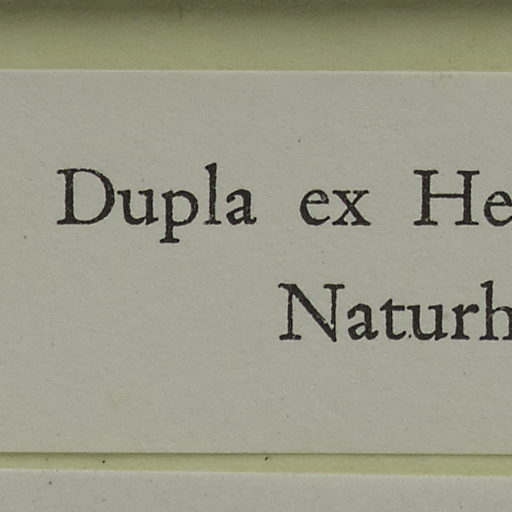 Dupla ex He
Naturh